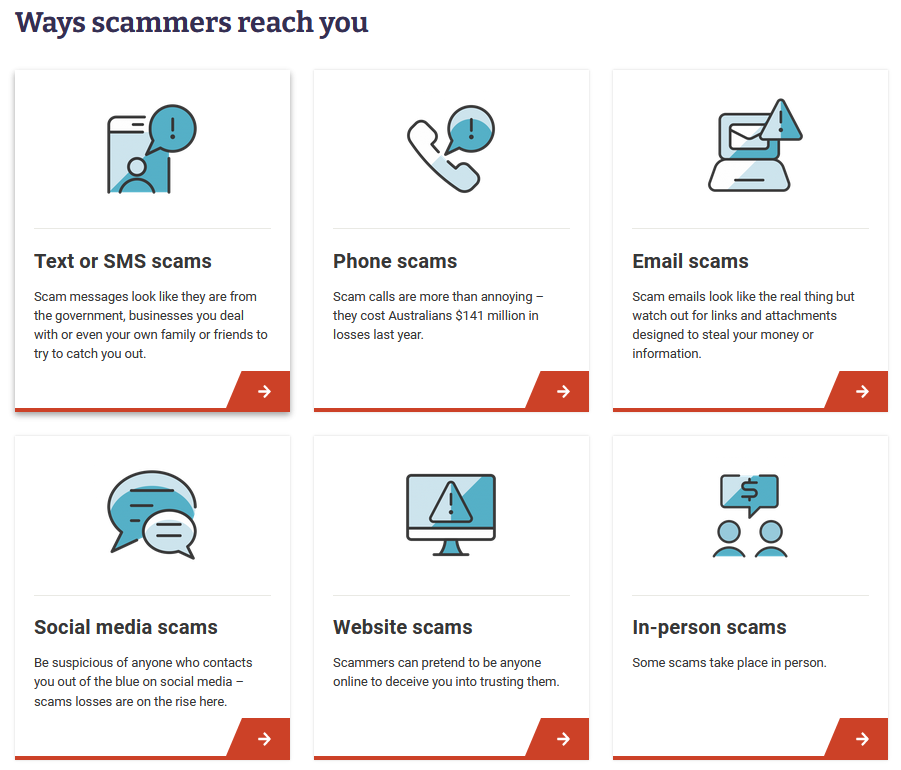 Ways scammers reach you
Text or SMS scams
Scam messages look like they are from
the government, businesses you deal
with or even your own family or friends to
try to catch you out.
Phone scams
Scam calls are more than annoying –
they cost Australians $141 million in
losses last year.
Email scams
Scam emails look like the real thing but
watch out for links and attachments
designed to steal your money or
information.
Social media scams
Be suspicious of anyone who contacts
you out of the blue on social media –
scams losses are on the rise here.
Website scams
Scammers can pretend to be anyone
online to deceive you into trusting them.
In-person scams
Some scams take place in person.